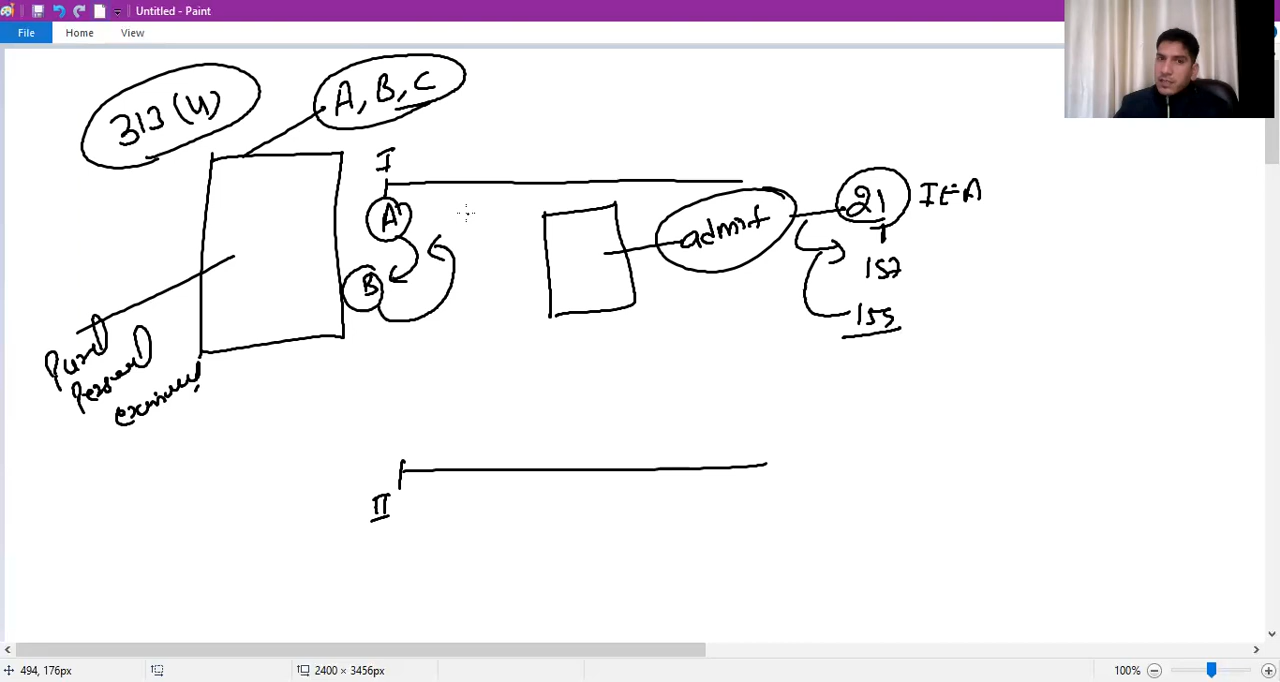 Untitled - Paint
File Home View
313(4)
A, B, C
I
A
B
admit
21 IEA
157
155
II
494, 176px
2400 × 3456px
100%